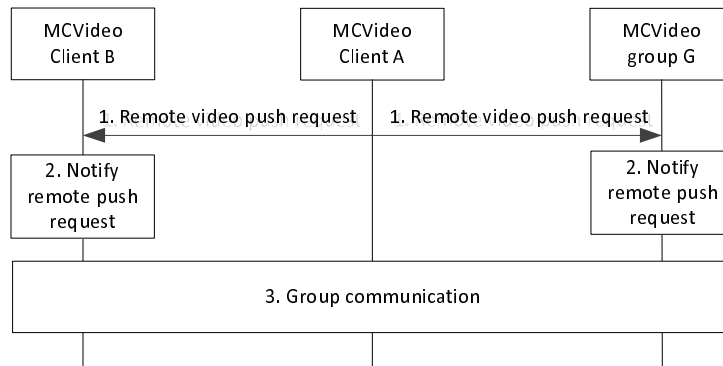 MCVideo
Client B
MCVideo
Client A
MCVideo
group G
1. Remote video push request
1. Remote video push request
2. Notify
remote push
request
2. Notify
remote push
request
3. Group communication